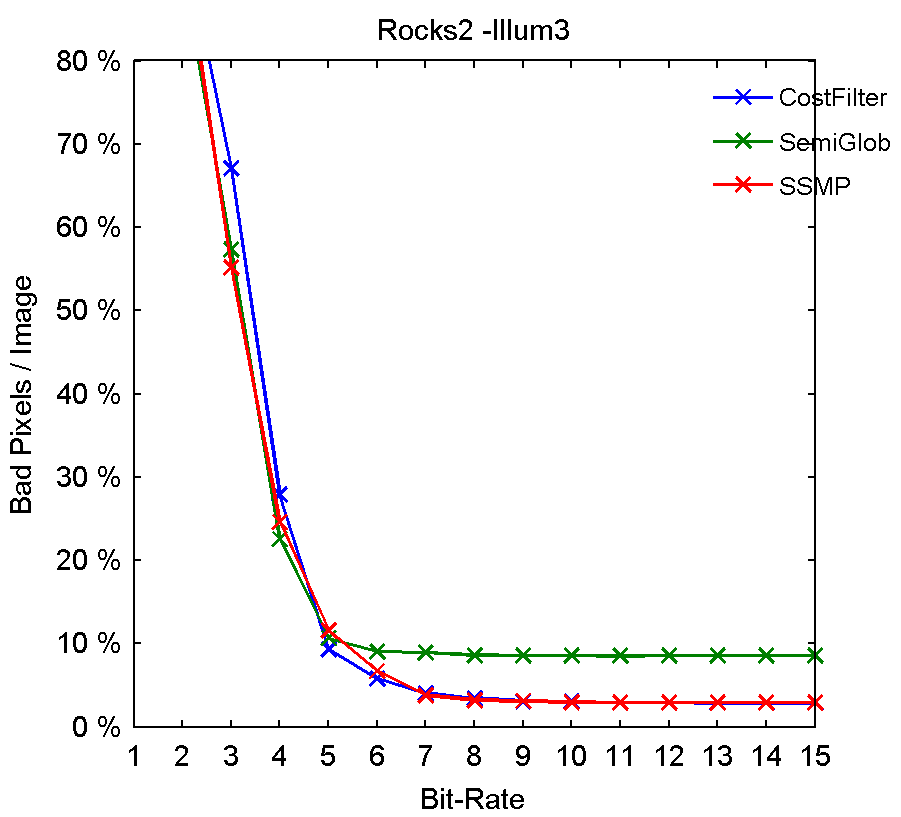 Rocks2 -Illum3
80 %
70 %
60 %
50 %
40 %
30 %
20 %
10 %
0 %
Bad Pixels / Image
CostFilter
SemiGlob
SSMP
1 2 3 4 5 6 7 8 9 10 11 12 13 14 15
Bit-Rate